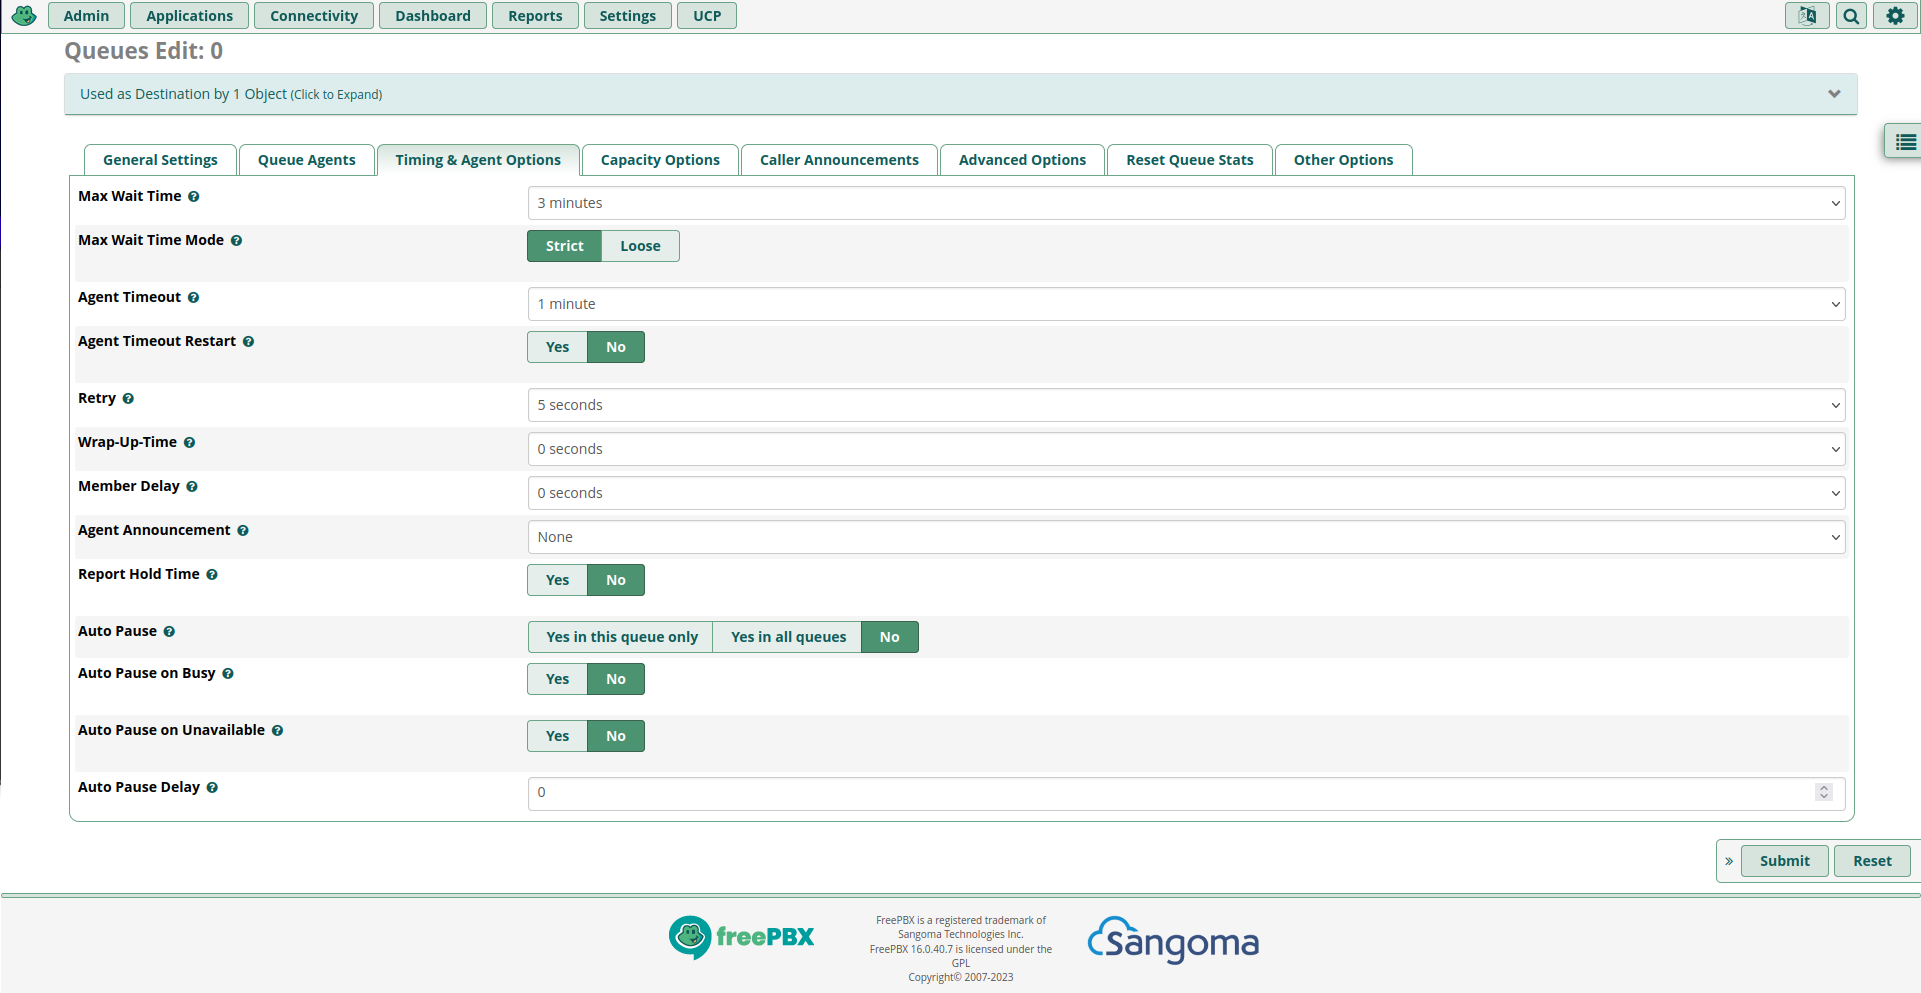 Admin Applications Connectivity Dashboard Reports Settings UCP
Queues Edit: 0
Used as Destination by 1 Object (Click to Expand)
General Settings Queue Agents Timing & Agent Options Capacity Options Caller Announcements Advanced Options Reset Queue Stats Other Options
Max Wait Time 3 minutes
Max Wait Time Mode Strict Loose
Agent Timeout 1 minute
Agent Timeout Restart Yes No
Retry 5 seconds
Wrap-Up-Time 0 seconds
Member Delay 0 seconds
Agent Announcement None
Report Hold Time Yes No
Auto Pause Yes in this queue only Yes in all queues No
Auto Pause on Busy Yes No
Auto Pause on Unavailable Yes No
Auto Pause Delay 0
» Submit Reset
freePBX
FreePBX is a registered trademark of
Sangoma Technologies Inc.
FreePBX 16.0.40.7 is licensed under the
GPL
Copyright© 2007-2023
Sangoma